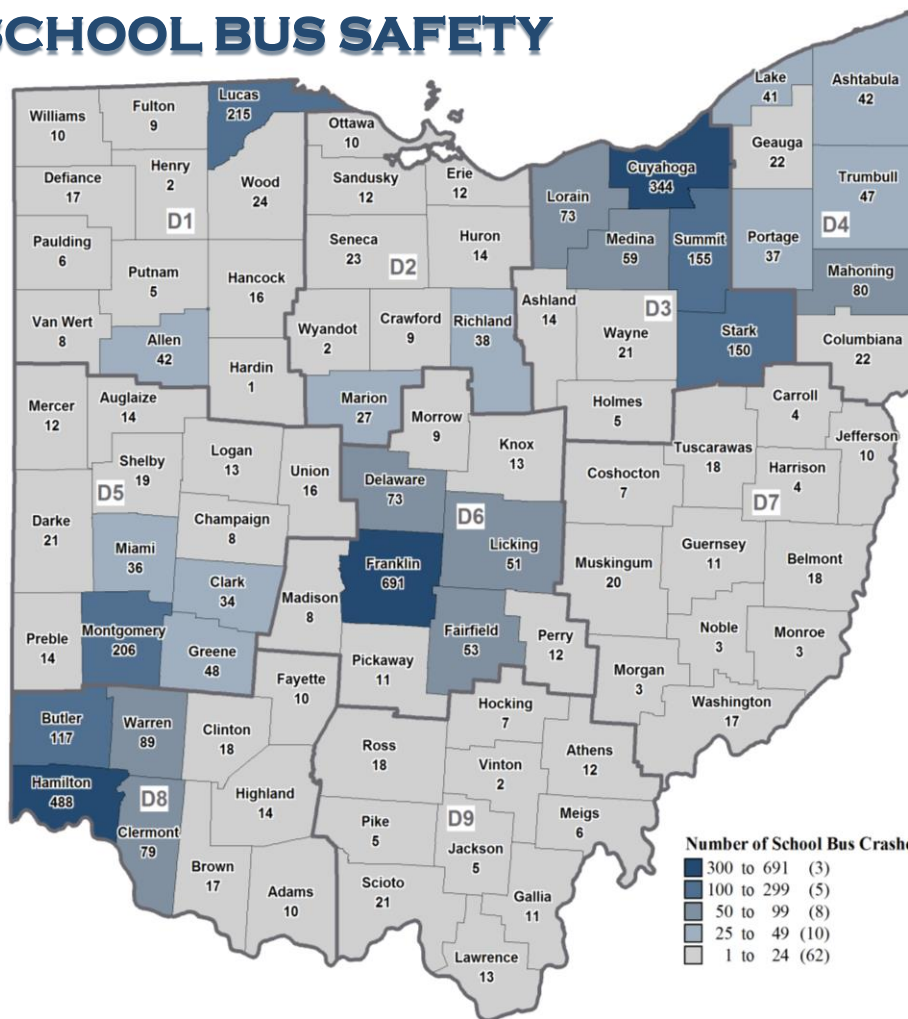 SCHOOL BUS SAFETY
Williams
10
Fulton
9
Lucas
215
Ottawa
10
Lake
41
Ashtabula
42
Geauga
22
Cuyahoga
344
Defiance
17
Henry
2
Wood
24
Sandusky
12
Erie
12
Lorain
73
Trumbull
47
D1
Medina
59
Summit
155
Portage
37
D4
Paulding
6
Putnam
5
Hancock
16
Seneca
23
D2
Huron
14
Mahoning
80
Van Wert
8
Allen
42
Hardin
1
Wyandot
2
Crawford
9
Richland
38
Ashland
14
D3
Wayne
21
Stark
150
Columbiana
22
Mercer
12
Auglaize
14
Marion
27
Morrow
9
Holmes
5
Carroll
4
Jefferson
10
Shelby
19
D5
Logan
13
Union
16
Knox
13
Delaware
73
Coshocton
7
Tuscarawas
18
Harrison
4
D7
Darke
21
Champaign
8
D6
Licking
51
Miami
36
Clark
34
Madison
8
Franklin
691
Muskingum
20
Guernsey
11
Belmont
18
Preble
14
Montgomery
206
Greene
48
Fairfield
53
Perry
12
Noble
3
Monroe
3
Fayette
10
Pickaway
11
Morgan
3
Washington
17
Butler
117
Warren
89
Clinton
18
Hocking
7
Ross
18
Athens
12
Vinton
2
Hamilton
488
D8
Highland
14
Clermont
79
Pike
5
D9
Jackson
5
Meigs
6
Brown
17
Adams
10
Scioto
21
Gallia
11
Lawrence
13
Number of School Bus Crashe
300 to 691 (3)
100 to 299 (5)
50 to 99 (8)
25 to 49 (10)
1 to 24 (62)